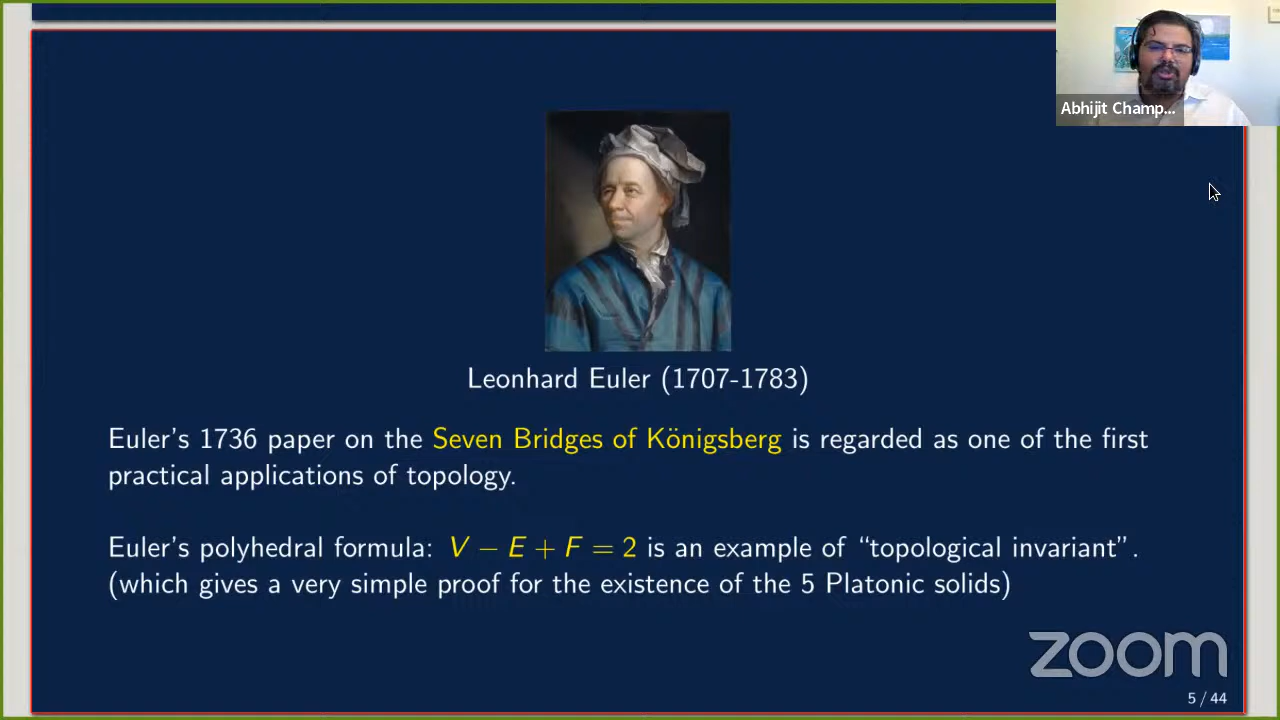 Abhijit Champ...
Leonhard Euler (1707-1783)
Euler's 1736 paper on the Seven Bridges of Königsberg is regarded as one of the first
practical applications of topology.
Euler's polyhedral formula: V − E + F = 2 is an example of “topological invariant”.
(which gives a very simple proof for the existence of the 5 Platonic solids)
zoom
5 / 44